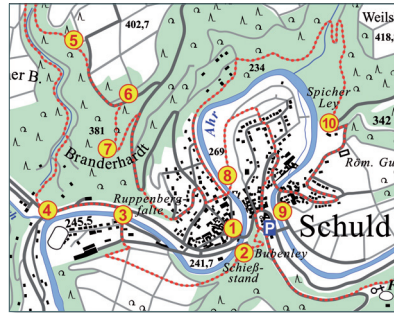 402,7
Weils
418,
5
er B.
234
6
Spicher
Ley
10
Ahr
381
342
7
Branderhardt
269
Röm. Gu
8
Ruppenberg-
falte
4
3
9
245,5
1
P
Schuld
2
Bubenley
241,7
Schieß-
stand